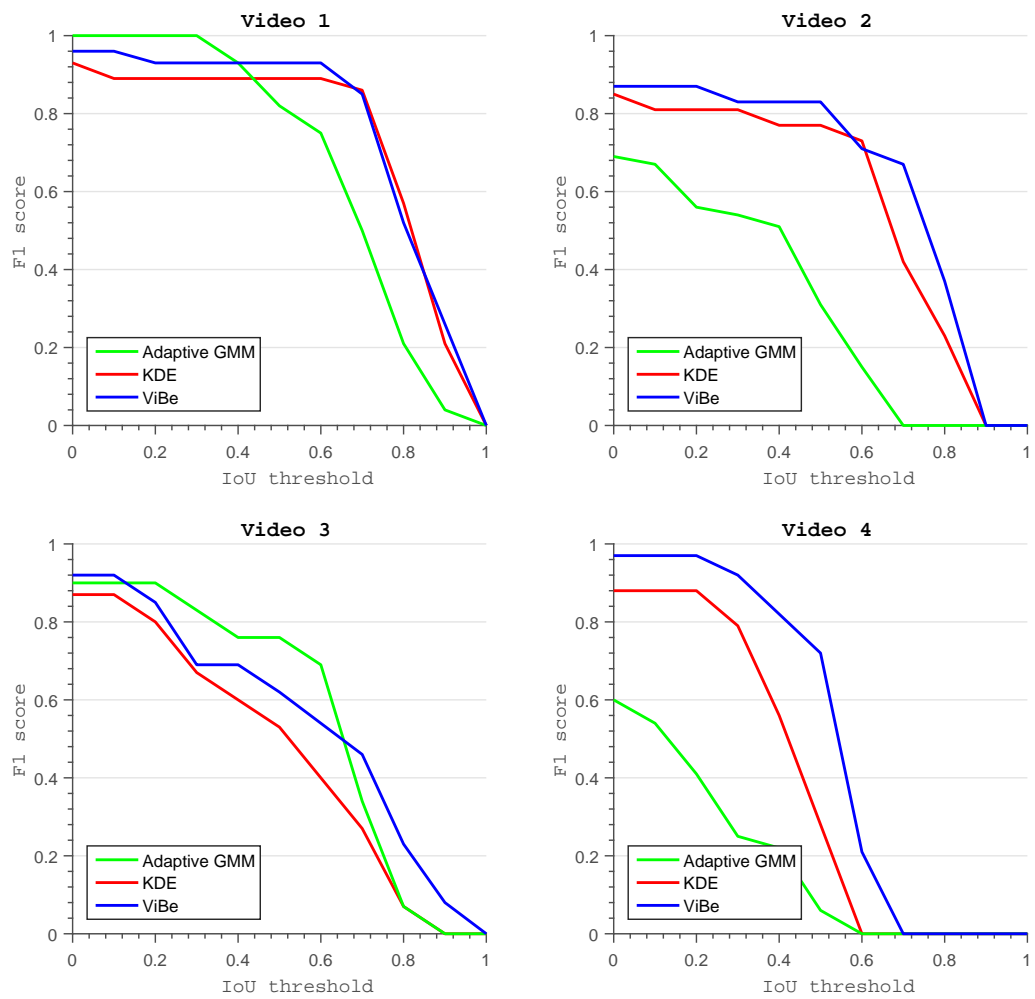 Video 1
F1 score
1
0.8
0.6
0.4
0.2
0
Adaptive GMM
KDE
ViBe
0 0.2 0.4 0.6 0.8 1
IoU threshold
Video 2
F1 score
1
0.8
0.6
0.4
0.2
0
Adaptive GMM
KDE
ViBe
0 0.2 0.4 0.6 0.8 1
IoU threshold
Video 3
F1 score
1
0.8
0.6
0.4
0.2
0
Adaptive GMM
KDE
ViBe
0 0.2 0.4 0.6 0.8 1
IoU threshold
Video 4
F1 score
1
0.8
0.6
0.4
0.2
0
Adaptive GMM
KDE
ViBe
0 0.2 0.4 0.6 0.8 1
IoU threshold